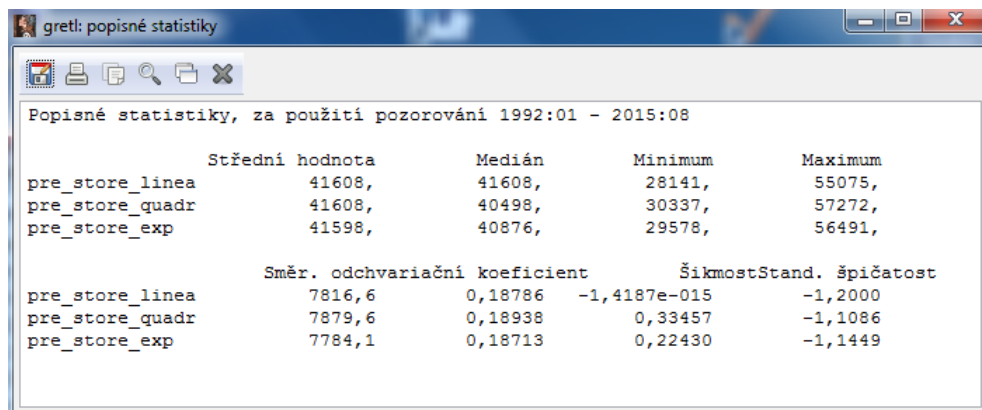 gretl: popisné statistiky
Popisné statistiky, za použití pozorování 1992:01 - 2015:08
Střední hodnota Medián Minimum Maximum
pre_store_linea 41608, 41608, 28141, 55075,
pre_store_quadr 41608, 40498, 30337, 57272,
pre_store_exp 41598, 40876, 29578, 56491,
Směr. odchvariační koeficient ŠikmostStand. špičatost
pre_store_linea 7816,6 0,18786 -1,4187e-015 -1,2000
pre_store_quadr 7879,6 0,18938 0,33457 -1,1086
pre_store_exp 7784,1 0,18713 0,22430 -1,1449